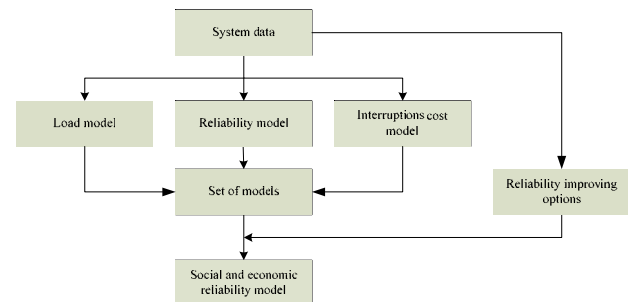 System data
Load model
Reliability model
Interruptions cost
model
Set of models
Reliability improving
options
Social and economic
reliability model